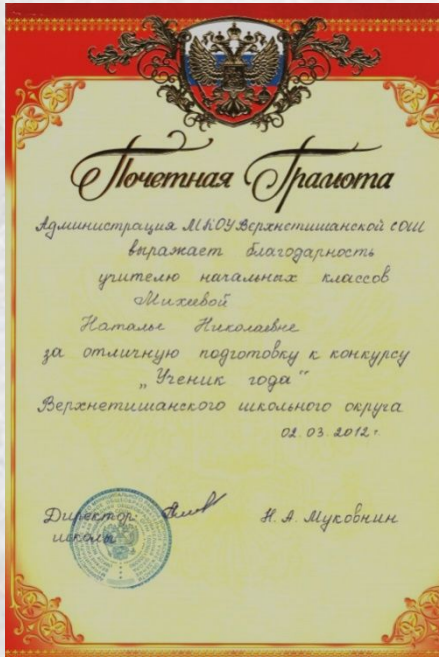 Почетная Грамота
Администрация МКОУ Верхнетишанской СОШ
выражает благодарность
учителю начальных классов
Михеевой
Наталье Николаевне
за отличную подготовку к конкурсу
„Ученик года"
Верхнетишанского школьного округа
02.03.2012г.
Директор
школы
Н.А. Муковнин